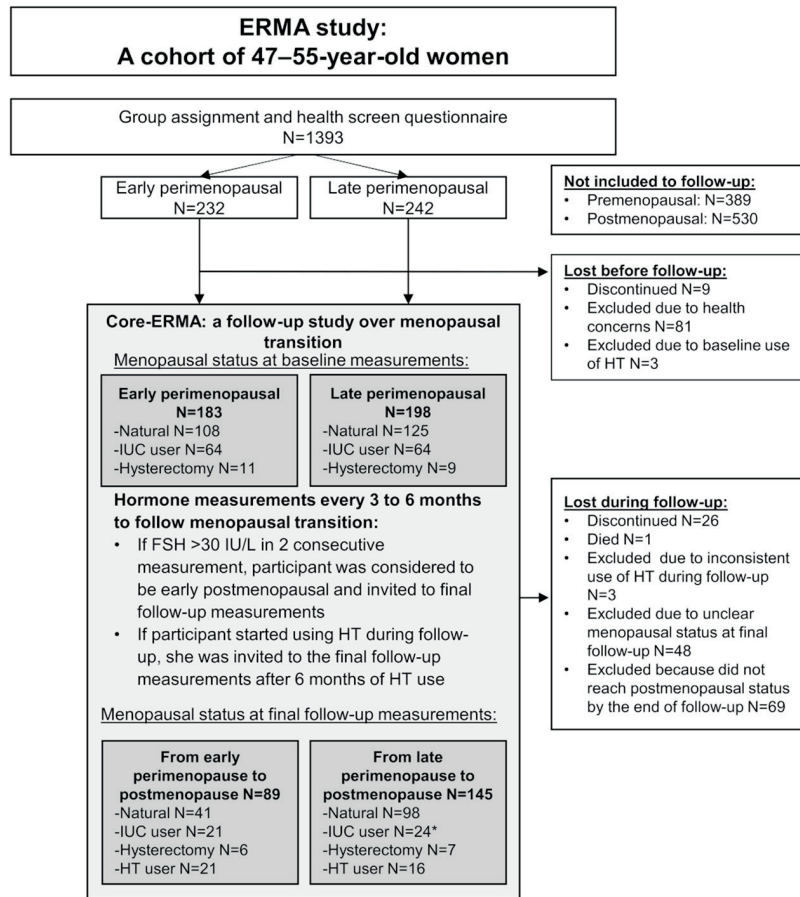 ERMA study:
A cohort of 47–55-year-old women
Group assignment and health screen questionnaire
N=1393
Early perimenopausal
N=232
Late perimenopausal
N=242
Not included to follow-up:
• Premenopausal: N=389
• Postmenopausal: N=530
Lost before follow-up:
• Discontinued N=9
• Excluded due to health
concerns N=81
• Excluded due to baseline use
of HT N=3
Core-ERMA: a follow-up study over menopausal
transition
Menopausal status at baseline measurements:
Early perimenopausal
N=183
-Natural N=108
-IUC user N=64
-Hysterectomy N=11
Late perimenopausal
N=198
-Natural N=125
-IUC user N=64
-Hysterectomy N=9
Hormone measurements every 3 to 6 months
to follow menopausal transition:
• If FSH >30 IU/L in 2 consecutive
measurement, participant was considered to
be early postmenopausal and invited to final
follow-up measurements
• If participant started using HT during follow-
up, she was invited to the final follow-up
measurements after 6 months of HT use
Lost during follow-up:
• Discontinued N=26
• Died N=1
• Excluded due to inconsistent
use of HT during follow-up
N=3
• Excluded due to unclear
menopausal status at final
follow-up N=48
• Excluded because did not
reach postmenopausal status
by the end of follow-up N=69
Menopausal status at final follow-up measurements:
From early
perimenopause to
postmenopause N=89
-Natural N=41
-IUC user N=21
-Hysterectomy N=6
-HT user N=21
From late
perimenopause to
postmenopause N=145
-Natural N=98
-IUC user N=24*
-Hysterectomy N=7
-HT user N=16